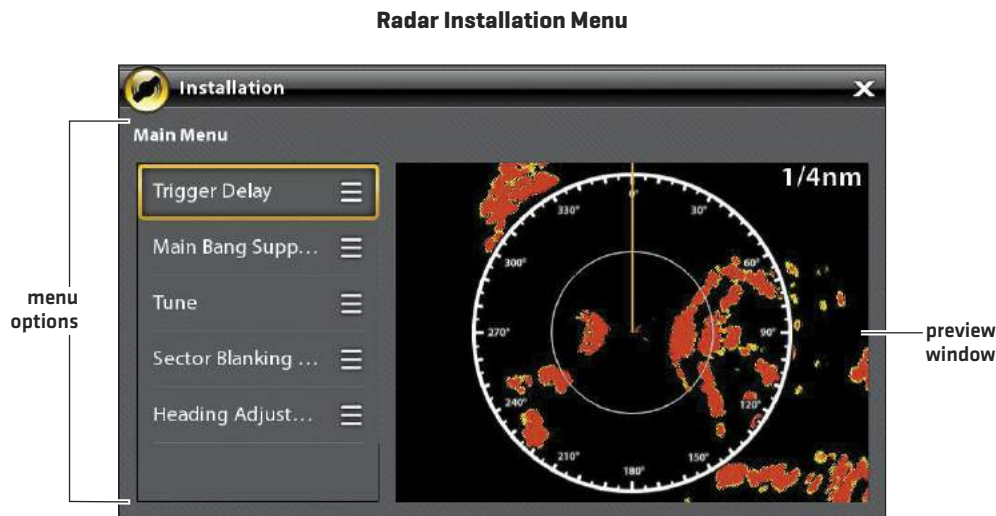 Radar Installation Menu
Installation
X
Main Menu
Trigger Delay
Main Bang Supp...
Tune
Sector Blanking ...
Heading Adjust...
menu
options
1/4nm
0°
30°
60°
90°
120°
150°
180°
210°
240°
270°
300°
330°
preview
window